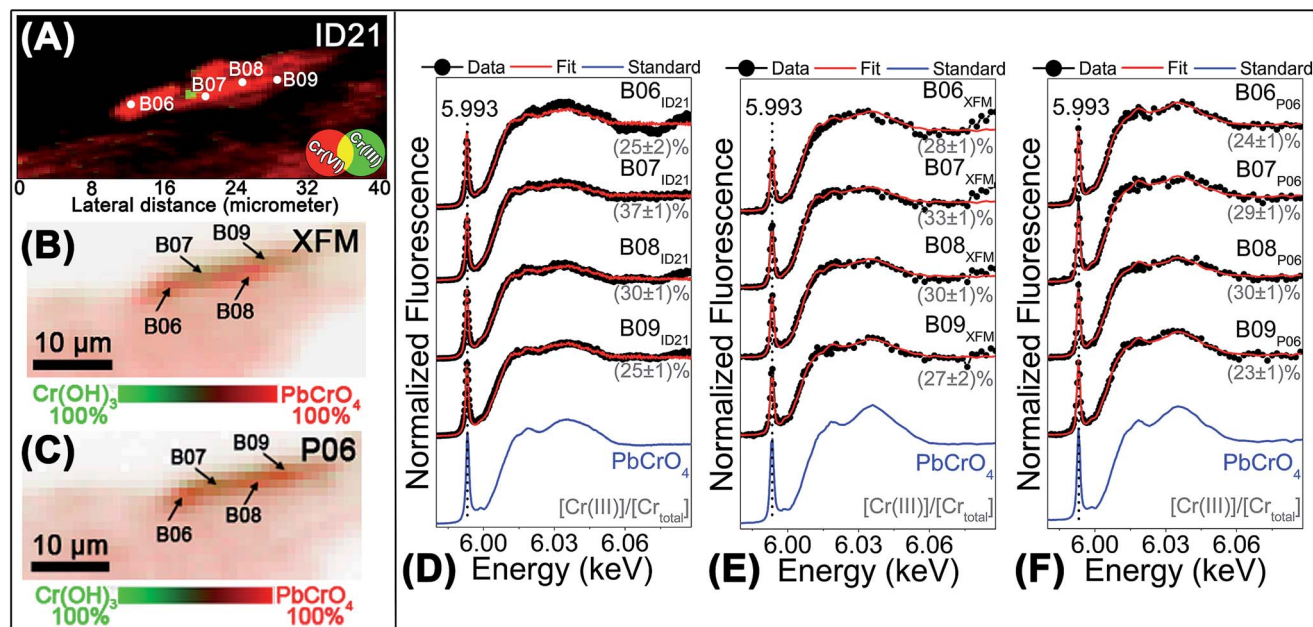 (A)
ID21
B06
B07
B08
B09
Cr(VI)
Cr(III)
0 8 16 24 32 40
Lateral distance (micrometer)
(B)
XFM
B07
B09
B06
B08
10 µm
Cr(OH)3 PbCrO4
100% 100%
(C)
P06
B07
B09
B06
B08
10 µm
Cr(OH)3 PbCrO4
100% 100%
Data Fit Standard
5.993
B06ID21
(25±2)%
B07ID21
(37±1)%
B08ID21
(30±1)%
B09ID21
(25±1)%
PbCrO4
[Cr(III)]/[Crtotal]
Normalized Fluorescence
6.00 6.03 6.06
(D) Energy (keV)
Data Fit Standard
5.993
B06XFM
(28±1)%
B07XFM
(33±1)%
B08XFM
(30±1)%
B09XFM
(27±2)%
PbCrO4
[Cr(III)]/[Crtotal]
Normalized Fluorescence
6.00 6.03 6.06
(E) Energy (keV)
Data Fit Standard
5.993
B06P06
(24±1)%
B07P06
(29±1)%
B08P06
(30±1)%
B09P06
(23±1)%
PbCrO4
[Cr(III)]/[Crtotal]
Normalized Fluorescence
6.00 6.03 6.06
(F) Energy (keV)